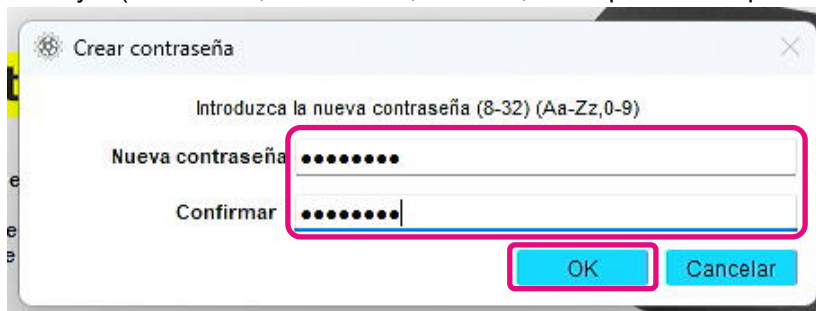 Crear contraseña
Introduzca la nueva contraseña (8-32) (Aa-Zz,0-9)
Nueva contraseña ●●●●●●●●
Confirmar ●●●●●●●●
OK Cancelar